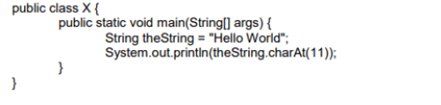 public class X {
public static void main(String[] args) {
String theString = "Hello World";
System.out.println(theString.charAt(11));
}
}